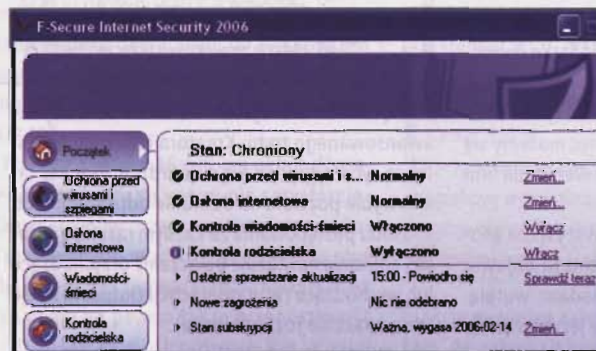 F-Secure Internet Security 2006
Początek
Ochrona przed wirusami i szpiegami
Osłona internetowa
Wiadomości-śmieci
Kontrola rodzicielska
Stan Chrony
Ochrona przed wirusami i s... Normalny Zmień...
Osłona internetowa Normalny Zmień...
Kontrola wiadomości-śmieci Włączono Wyłącz
Kontrola rodzicielska Wyłączono Włącz
Ostatnie sprawdzanie aktualizacji 15:00 - Powiodło się Sprawdź teraz
Nowe zagrożenia Nic nie odebrano
Stan subskrypcji Ważna, wygasa 2006-02-14 Zmień...